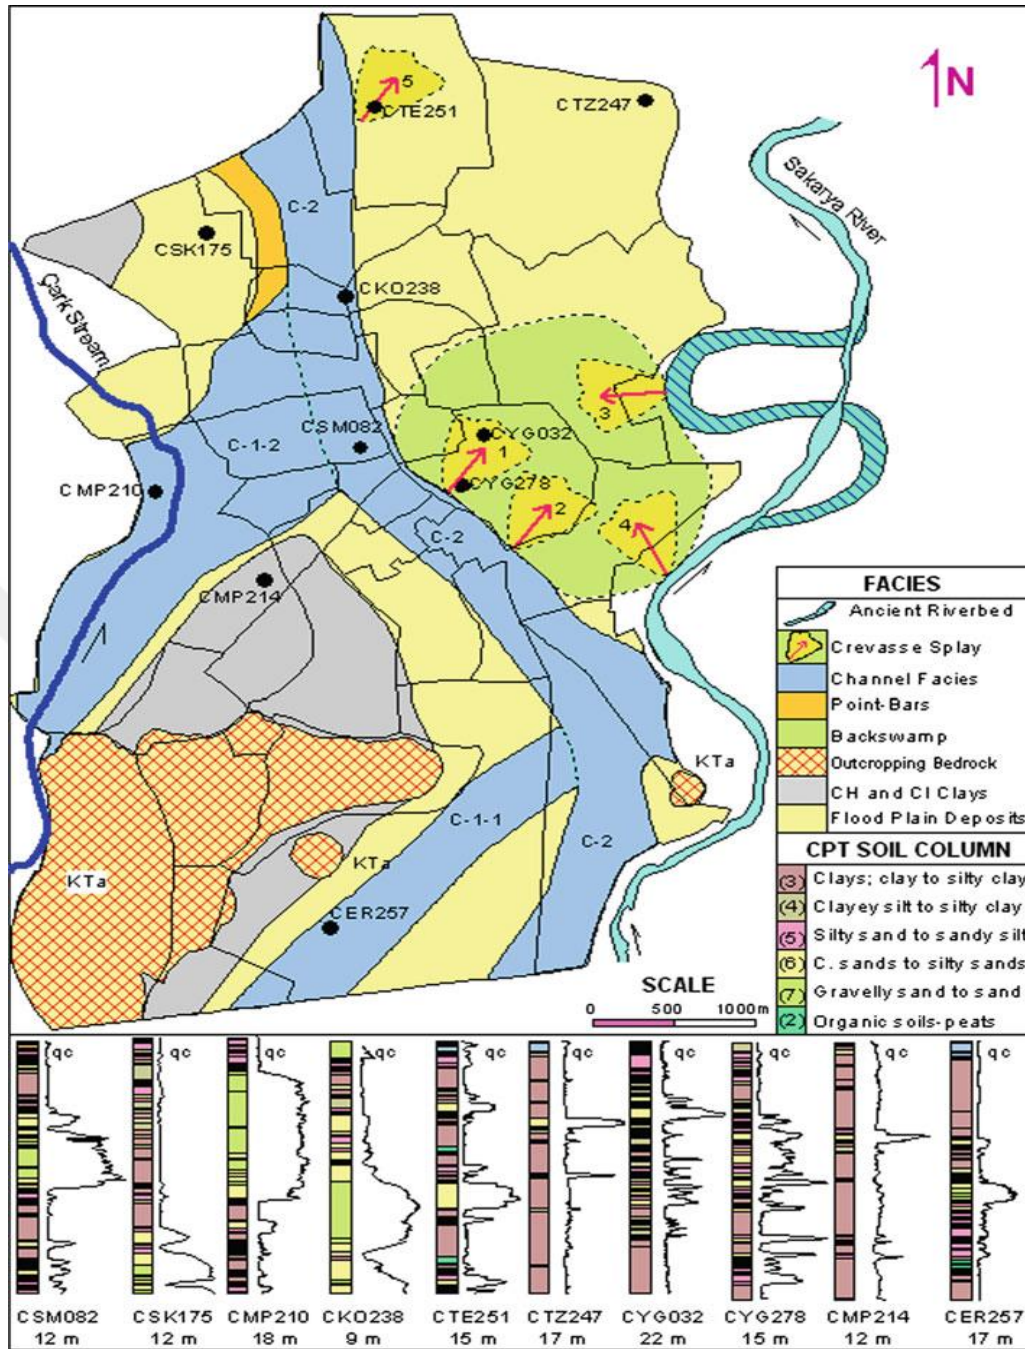 N
5
CTE251
CTZ247
Sakarya River
C-2
CSK175
CKO238
Çark Stream
3
CSM082
CYG032
C-1-2
1
CMP210
CYG278
2
4
C-2
CMP214
FACIES
Ancient Riverbed
Crevasse Splay
Channel Facies
Point-Bars
Backswamp
Outcropping Bedrock
CH and CI Clays
Flood Plain Deposits
KTa
C-1-1
C-2
KTa
KTa
CER257
CPT SOIL COLUMN
(3) Clays; clay to silty clay
(4) Clayey silt to silty clay
(5) Silty sand to sandy silt
(6) C. sands to silty sands
(7) Gravelly sand to sand
(2) Organic soils-peats
SCALE
0 500 1000m
qc qc qc qc qc qc qc qc qc qc
CSM082 CSK175 CMP210 CKO238 CTE251 CTZ247 CYG032 CYG278 CMP214 CER257
12 m 12 m 18 m 9 m 15 m 17 m 22 m 15 m 12 m 17 m